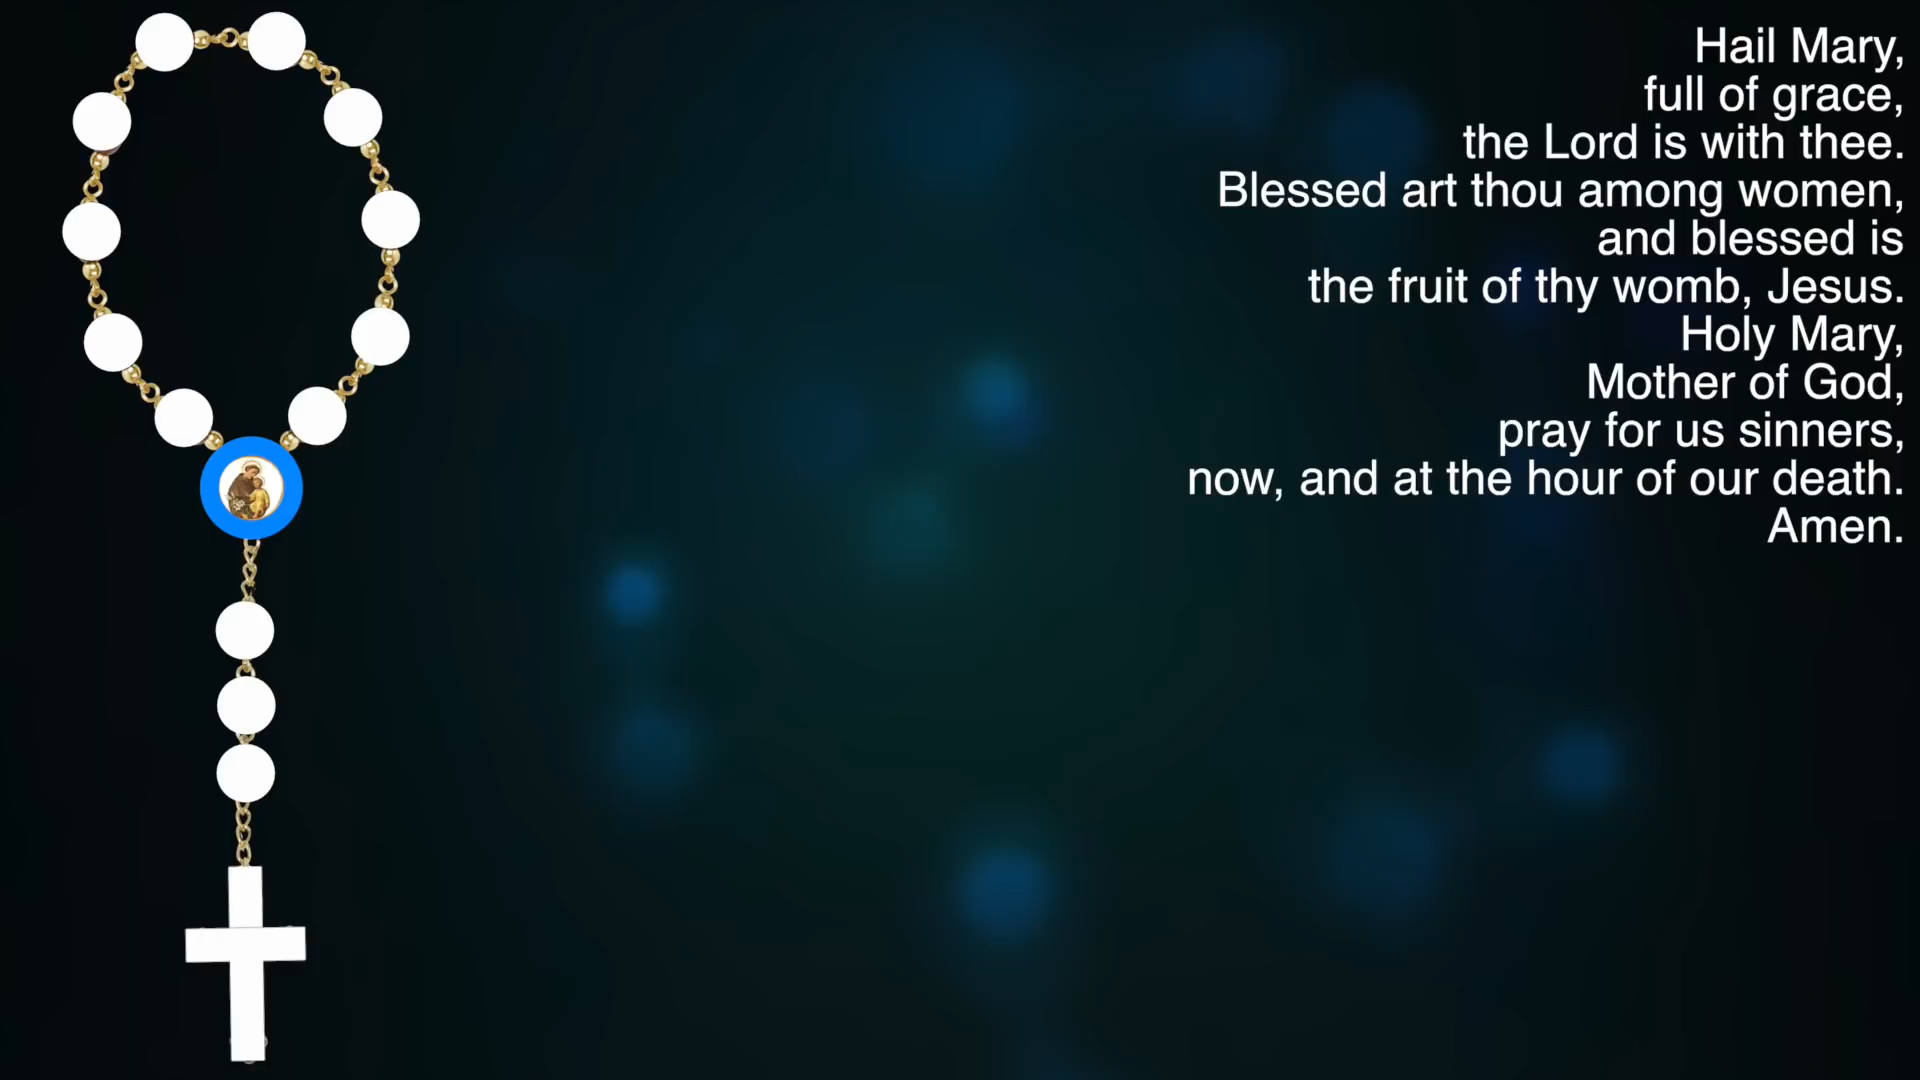 Hail Mary,
full of grace,
the Lord is with thee.
Blessed art thou among women,
and blessed is
the fruit of thy womb, Jesus.
Holy Mary,
Mother of God,
pray for us sinners,
now, and at the hour of our death.
Amen.